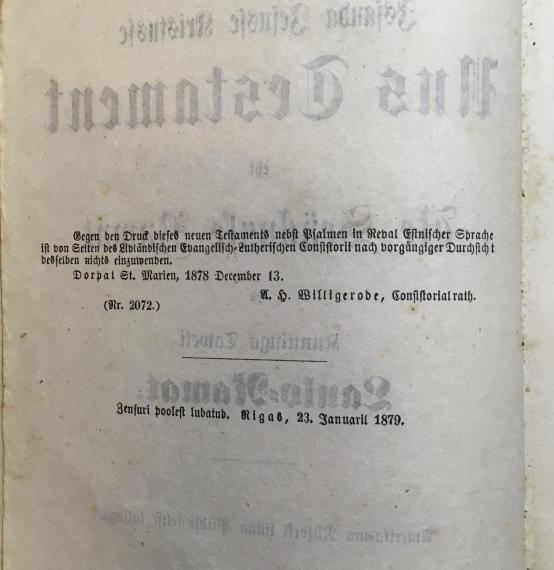 Gegen den Druck dieses neuen Testaments nebst Psalmen in Reval Estnischer Sprache
ist von Seiten des Livländischen Evangelisch-Lutherischen Consistorii nach vorgängiger Durchsicht
desselben nichts einzuwenden.
Dorpat St. Marien, 1878 December 13.
A. H. Willigerode, Consistorialrath.
(Nr. 2072.)
Zensuri poolest lubatud. Rigas, 23. Januaril 1879.